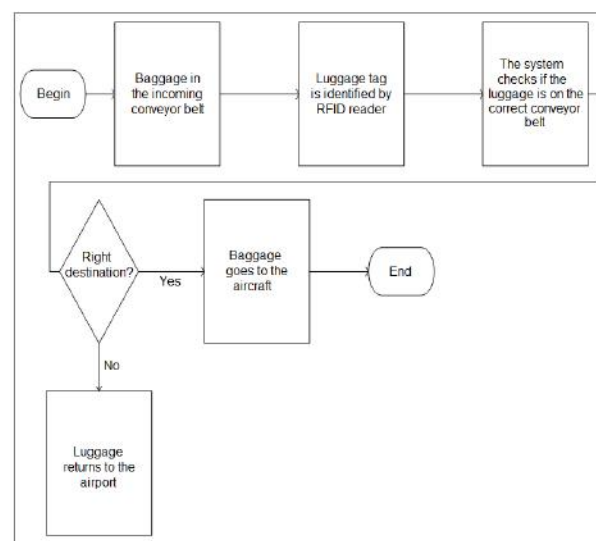 Begin
Baggage in
the incoming
conveyor belt
Luggage tag
is identified by
RFID reader
The system
checks if the
luggage is on the
correct conveyor
belt
Right
destination?
Yes
Baggage
goes to the
aircraft
End
No
Luggage
returns to the
airport